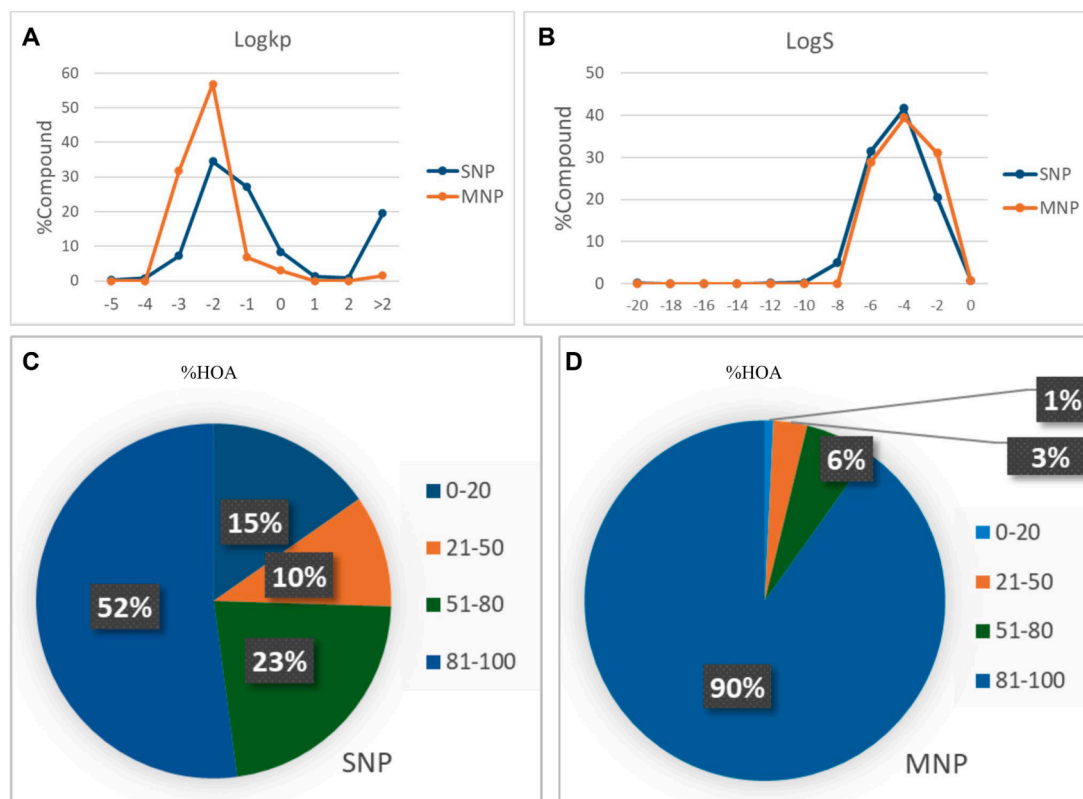 A
Logkp
%Compound
60
50
40
30
20
10
0
-5 -4 -3 -2 -1 0 1 2 >2
SNP
MNP
B
LogS
%Compound
50
40
30
20
10
0
-20 -18 -16 -14 -12 -10 -8 -6 -4 -2 0
SNP
MNP
C
%HOA
15%
10%
23%
52%
0-20
21-50
51-80
81-100
SNP
D
%HOA
1%
3%
6%
90%
0-20
21-50
51-80
81-100
MNP